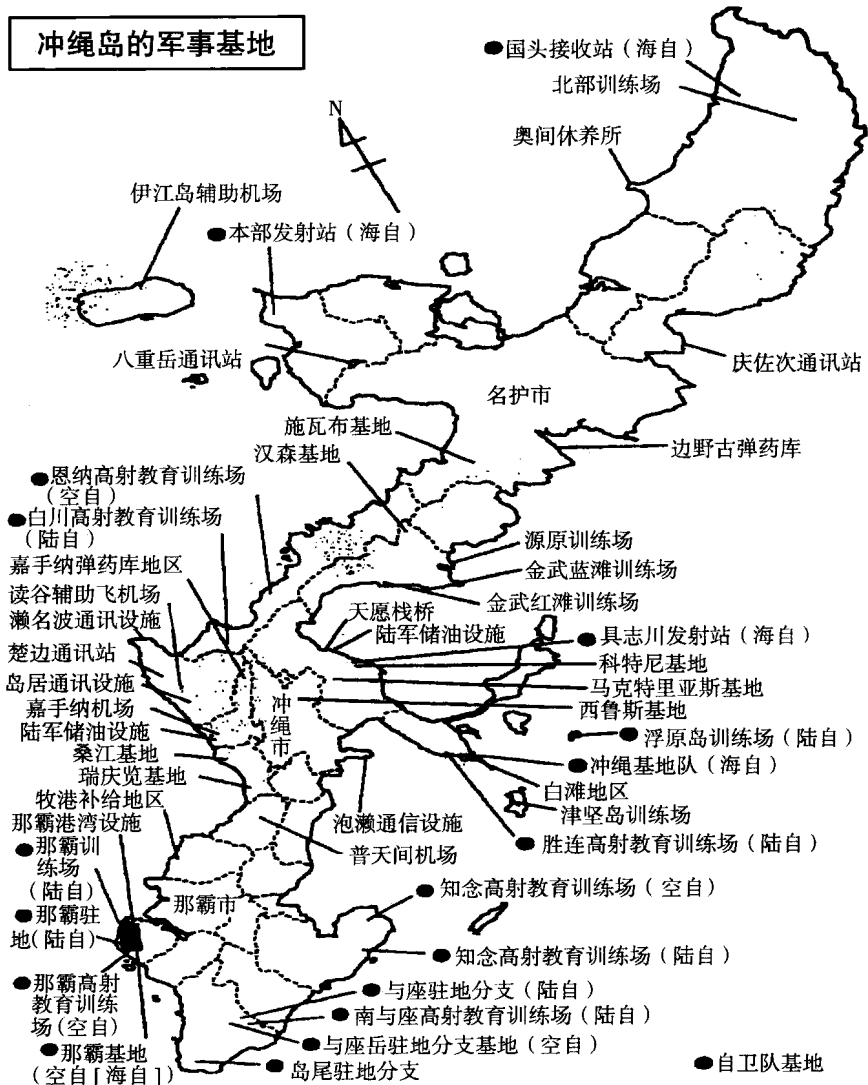 冲绳岛的军事基地
●国头接收站（海自）
北部训练场
N
奥间休养所
伊江岛辅助机场
●本部发射站（海自）
八重岳通讯站
庆佐次通讯站
名护市
施瓦布基地
汉森基地
边野古弹药库
●恩纳高射教育训练场
(空自)
●白川高射教育训练场
(陆自)
嘉手纳弹药库地区
读谷辅助飞机场
濑名波通讯设施
楚边通讯站
岛居通讯设施
嘉手纳机场
陆军储油设施
桑江基地
瑞庆览基地
牧港补给地区
那霸港湾设施
●那霸训
练场
(陆自)
●那霸驻
地(陆自)
●那霸高射
教育训练
场(空自)
●那霸基地
(空自[海自])
源原训练场
金武蓝滩训练场
金武红滩训练场
天愿栈桥
陆军储油设施
●具志川发射站（海自）
科特尼基地
马克特里亚斯基地
西鲁斯基地
冲绳市
●浮原岛训练场（陆自）
●冲绳基地队（海自）
白滩地区
津坚岛训练场
泡濑通信设施
普天间机场
●胜连高射教育训练场（陆自）
那霸市
●知念高射教育训练场（空自）
●知念高射教育训练场（陆自）
●与座驻地分支（陆自）
●南与座高射教育训练场（陆自）
●与座岳驻地分支基地（空自）
●岛尾驻地分支
●自卫队基地